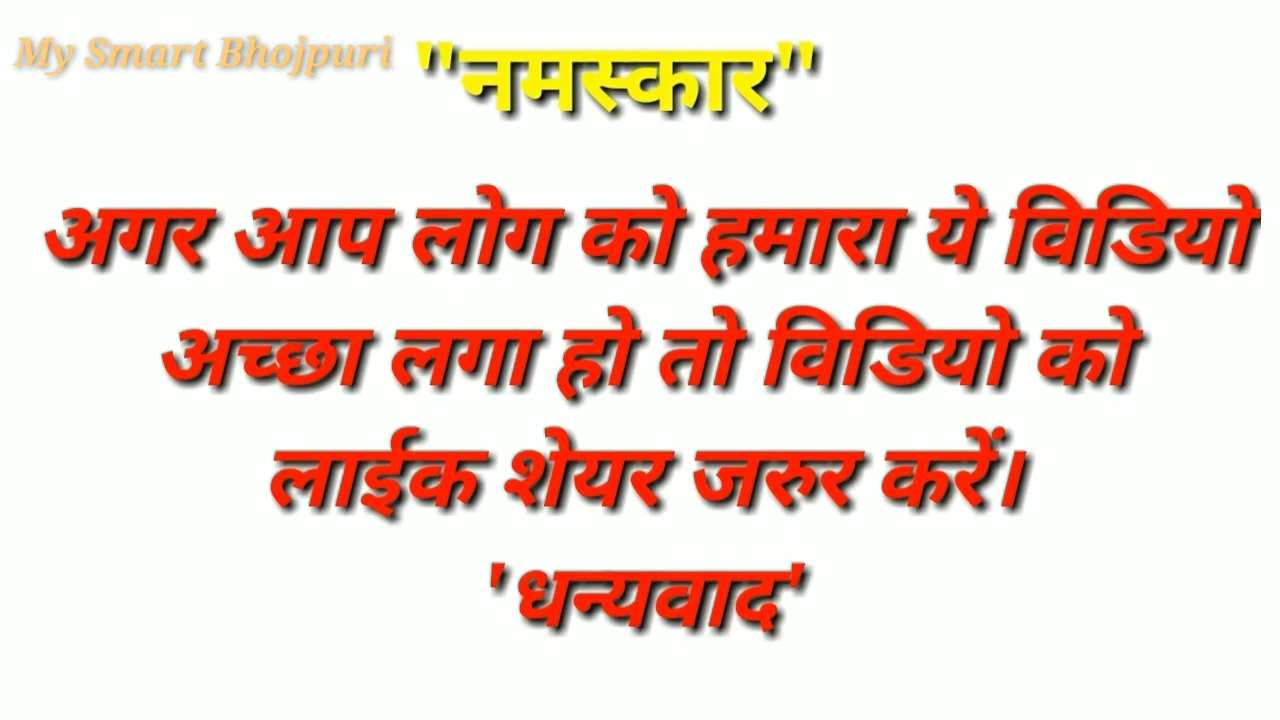 My Smart Bhojpuri
"नमस्कार"
अगर आप लोग को हमारा ये विडियो
अच्छा लगा हो तो विडियो को
लाईक शेयर जरुर करें।
'धन्यवाद'